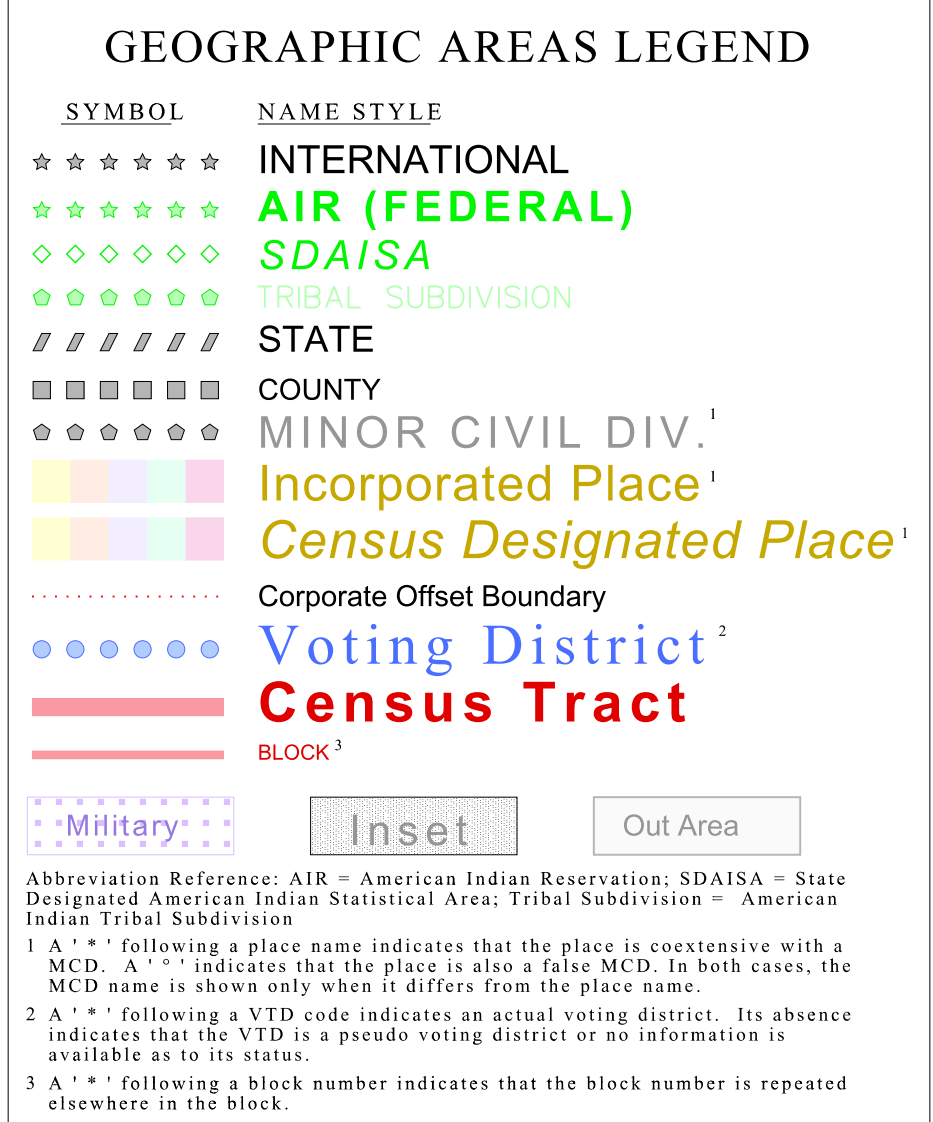 GEOGRAPHIC AREAS LEGEND
SYMBOL NAME STYLE
INTERNATIONAL
AIR (FEDERAL)
SDAISA
TRIBAL SUBDIVISION
STATE
COUNTY
MINOR CIVIL DIV. 1
Incorporated Place 1
Census Designated Place 1
Corporate Offset Boundary
Voting District 2
Census Tract
BLOCK 3
Military Inset Out Area
Abbreviation Reference: AIR = American Indian Reservation; SDAISA = State
Designated American Indian Statistical Area; Tribal Subdivision = American
Indian Tribal Subdivision
1 A ' * ' following a place name indicates that the place is coextensive with a
MCD. A ' ° ' indicates that the place is also a false MCD. In both cases, the
MCD name is shown only when it differs from the place name.
2 A ' * ' following a VTD code indicates an actual voting district. Its absence
indicates that the VTD is a pseudo voting district or no information is
available as to its status.
3 A ' * ' following a block number indicates that the block number is repeated
elsewhere in the block.